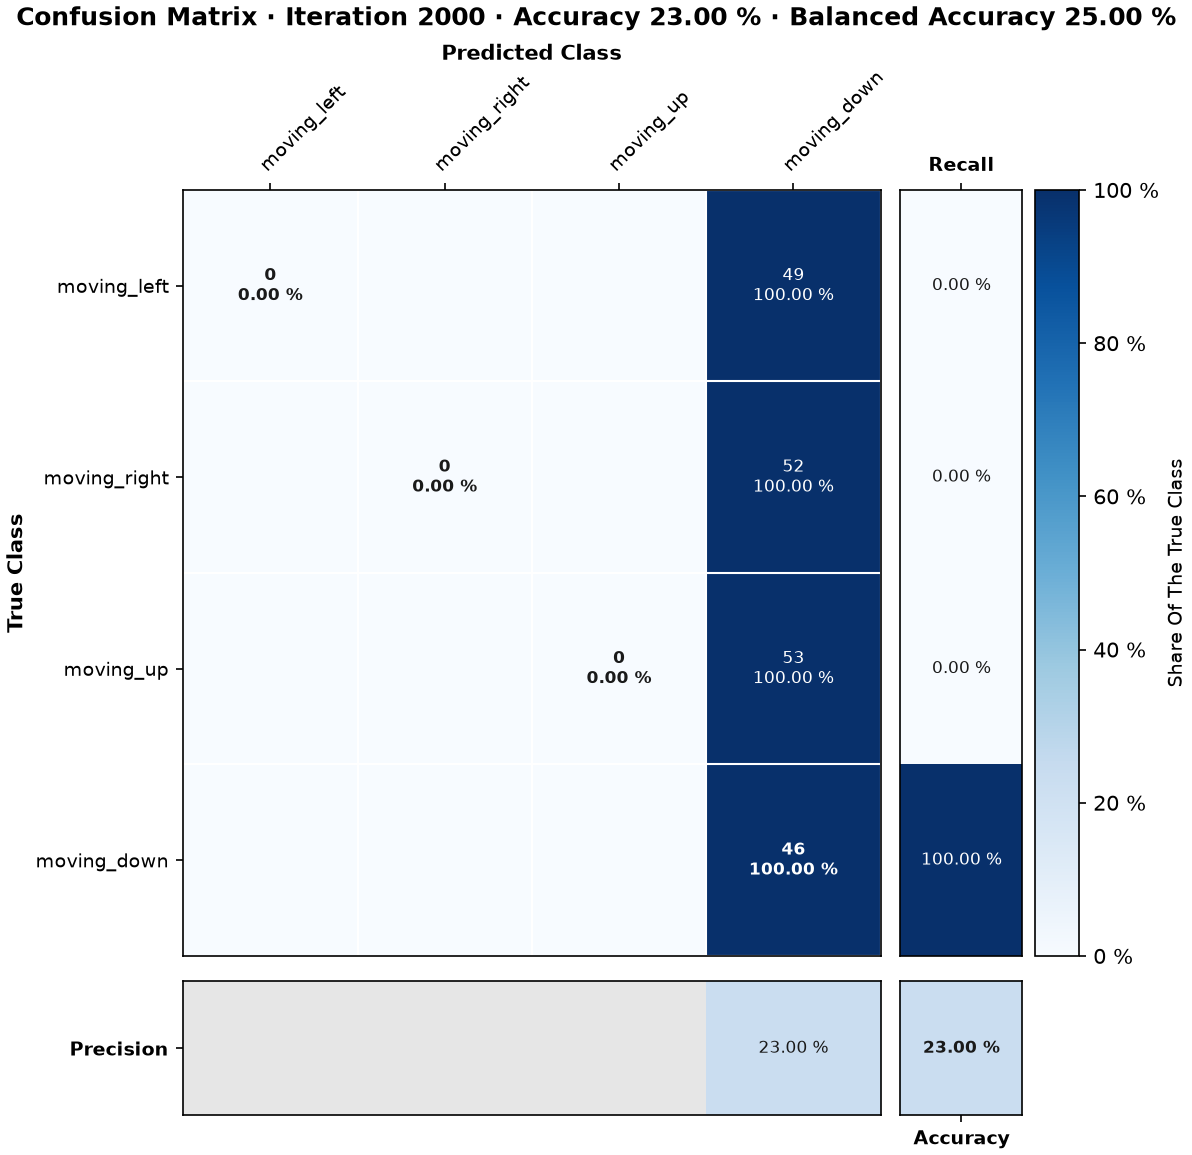 Confusion Matrix · Iteration 2000 · Accuracy 23.00 % · Balanced Accuracy 25.00 %
Predicted Class
moving_left
moving_right
moving_up
moving_down
Recall
True Class
moving_left
0
0.00 %
49
100.00 %
0.00 %
moving_right
0
0.00 %
52
100.00 %
0.00 %
moving_up
0
0.00 %
53
100.00 %
0.00 %
moving_down
46
100.00 %
100.00 %
100 %
80 %
60 %
40 %
20 %
0 %
Share Of The True Class
Precision
23.00 %
23.00 %
Accuracy